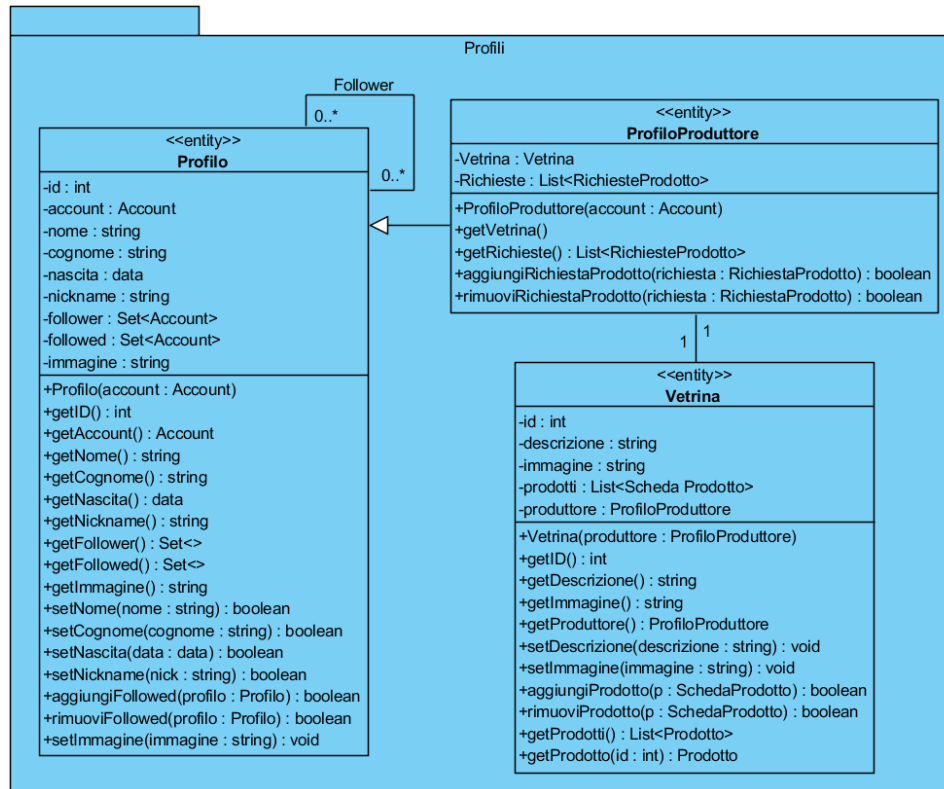 Profili
Follower
0..*
0..*
<<entity>>
Profilo
-id : int
-account : Account
-nome : string
-cognome : string
-nascita : data
-nickname : string
-follower : Set<Account>
-followed : Set<Account>
-immagine : string
+Profilo(account : Account)
+getID() : int
+getAccount() : Account
+getNome() : string
+getCognome() : string
+getNascita() : data
+getNickname() : string
+getFollower() : Set<>
+getFollowed() : Set<>
+getImmagine() : string
+setNome(nome : string) : boolean
+setCognome(cognome : string) : boolean
+setNascita(data : data) : boolean
+setNickname(nick : string) : boolean
+aggiungiFollowed(profilo : Profilo) : boolean
+rimuoviFollowed(profilo : Profilo) : boolean
+setImmagine(immagine : string) : void
<<entity>>
ProfiloProduttore
-Vetrina : Vetrina
-Richieste : List<RichiesteProdotto>
+ProfiloProduttore(account : Account)
+getVetrina()
+getRichieste() : List<RichiesteProdotto>
+aggiungiRichiestaProdotto(richiesta : RichiestaProdotto) : boolean
+rimuoviRichiestaProdotto(richiesta : RichiestaProdotto) : boolean
1
1
<<entity>>
Vetrina
-id : int
-descrizione : string
-immagine : string
-prodotti : List<Scheda Prodotto>
-produttore : ProfiloProduttore
+Vetrina(produttore : ProfiloProduttore)
+getID() : int
+getDescrizione() : string
+getImmagine() : string
+getProduttore() : ProfiloProduttore
+setDescrizione(descrizione : string) : void
+setImmagine(immagine : string) : void
+aggiungiProdotto(p : SchedaProdotto) : boolean
+rimuoviProdotto(p : SchedaProdotto) : boolean
+getProdotti() : List<Prodotto>
+getProdotto(id : int) : Prodotto